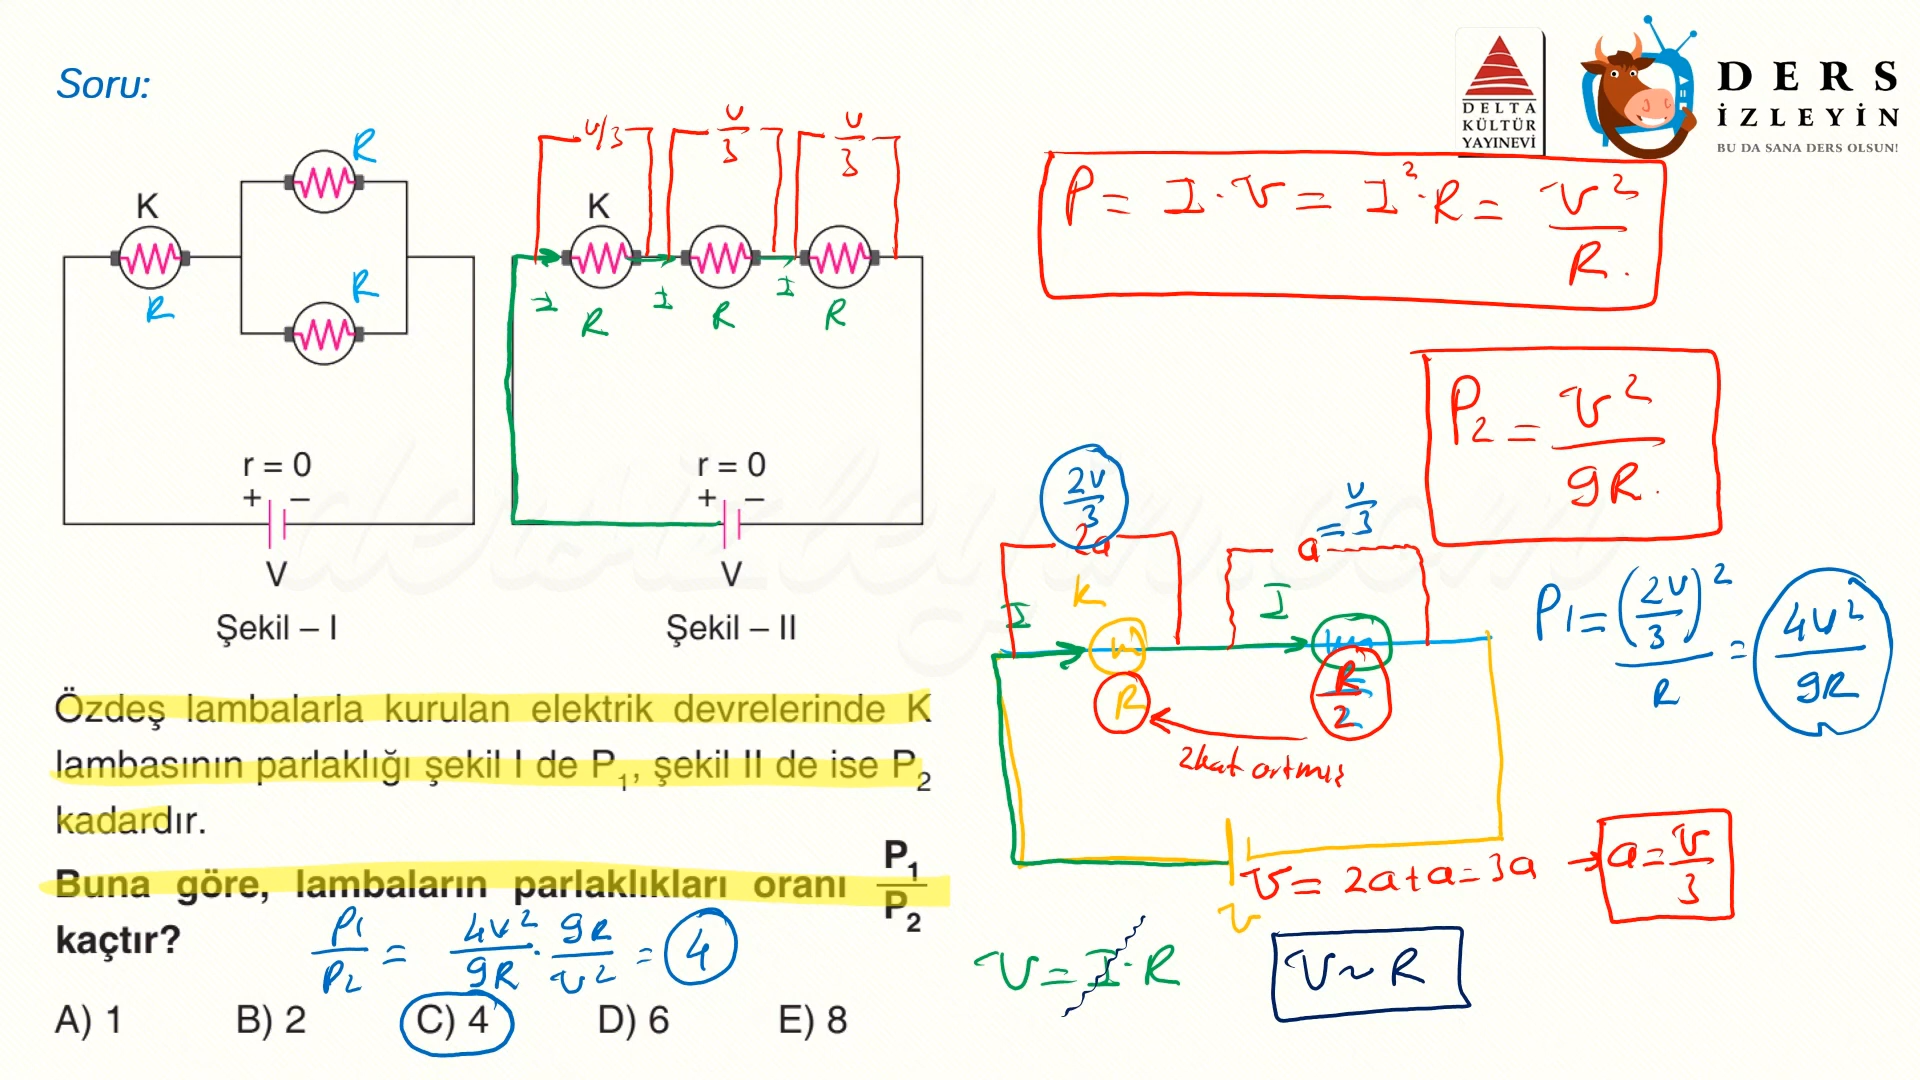 Soru:
DELTA
KÜLTÜR
YAYINEVİ
DERS
İZLEYİN
BU DA SANA DERS OLSUN!
R
K
R
R
r = 0
+ −
V
Şekil – I
V/3
V/3
V/3
K
I
I
I
R
R
R
r = 0
+ −
V
Şekil – II
P = I·V = I²·R = V²/R.
P₂ = V²/9R.
2V/3
2a
a = V/3
I
K
I
R
R/2
2 kat artmış
V
V = 2a+a = 3a → a = V/3
V = I·R
V ~ R
P₁ = (2V/3)²/R = 4V²/9R
Özdeş lambalarla kurulan elektrik devrelerinde K
lambasının parlaklığı şekil I de P₁, şekil II de ise P₂
kadardır.
Buna göre, lambaların parlaklıkları oranı P₁/P₂
kaçtır?
P₁/P₂ = 4V²/9R · 9R/V² = 4
A) 1 B) 2 C) 4 D) 6 E) 8